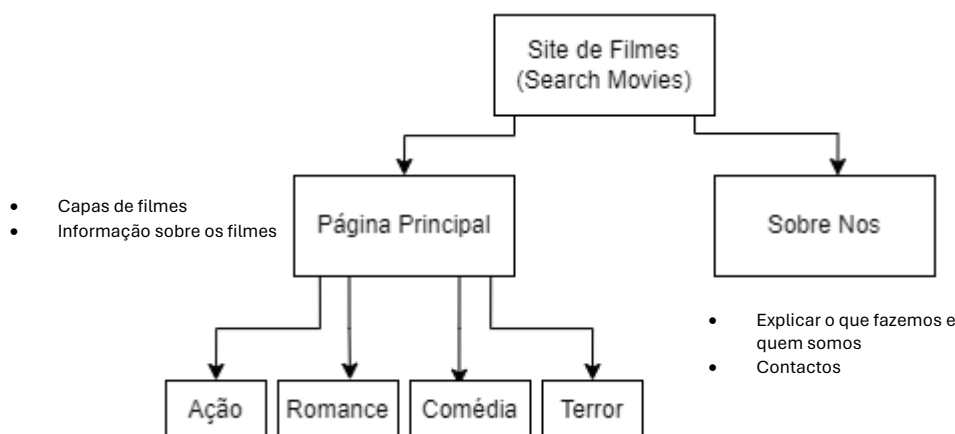 Site de Filmes
(Search Movies)
• Capas de filmes
• Informação sobre os filmes
Página Principal
Sobre Nos
• Explicar o que fazemos e
quem somos
• Contactos
Ação
Romance
Comédia
Terror